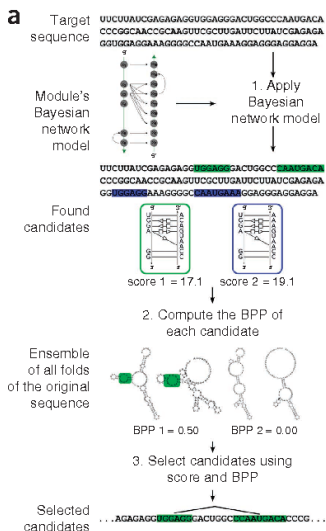 a
Target sequence
UUCUUAUCGAGAGAGGUGGAGGGACUGGCCCAAUGACA
CCCGGCAACCGCAAGUUCGCUUGAUUCUUAUCGAGAGA
GGUGGAGGAAAGGGGCCAAUGAAAGGAGGGAGGAGGA
Module's Bayesian network model
1. Apply Bayesian network model
UUCUUAUCGAGAGAGGUGGAGGGACUGGCCCAAUGACA
CCCGGCAACCGCAAGUUCGCUUGAUUCUUAUCGAGAGA
GGUGGAGGAAAGGGGCCAAUGAAAGGAGGGAGGAGGA
Found candidates
score 1 = 17.1
score 2 = 19.1
2. Compute the BPP of each candidate
Ensemble of all folds of the original sequence
BPP 1 = 0.50
BPP 2 = 0.00
3. Select candidates using score and BPP
Selected candidates
...AGAGAGGUGGAGGGACUGGCCCAAUGACACCCG...